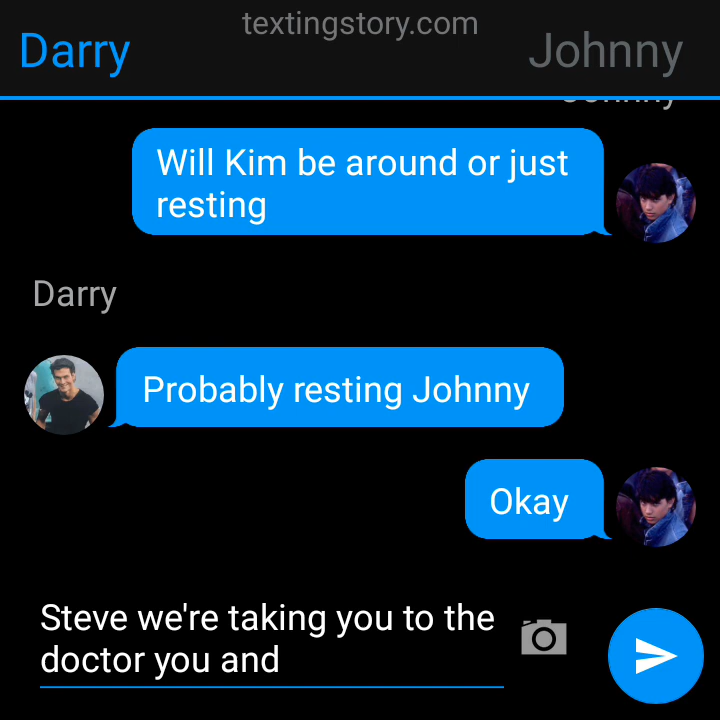 textingstory.com
Darry
Johnny
Johnny
Will Kim be around or just
resting
Darry
Probably resting Johnny
Okay
Steve we're taking you to the
doctor you and